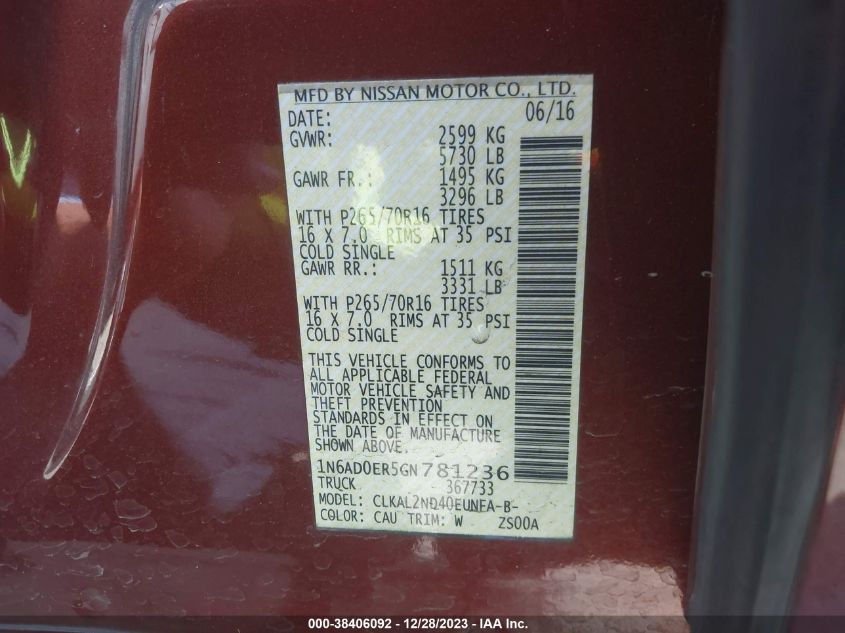 MFD BY NISSAN MOTOR CO., LTD.
DATE: 06/16
GVWR: 2599 KG
5730 LB
GAWR FR.: 1495 KG
3296 LB
WITH P265/70R16 TIRES
16 X 7.0 RIMS AT 35 PSI
COLD SINGLE
GAWR RR.: 1511 KG
3331 LB
WITH P265/70R16 TIRES
16 X 7.0 RIMS AT 35 PSI
COLD SINGLE
THIS VEHICLE CONFORMS TO
ALL APPLICABLE FEDERAL
MOTOR VEHICLE SAFETY AND
THEFT PREVENTION
STANDARDS IN EFFECT ON
THE DATE OF MANUFACTURE
SHOWN ABOVE.
1N6AD0ER5GN781236
TRUCK 367733
MODEL: CLKAL2ND40EUNFA-B-
COLOR: CAU TRIM: W ZS00A
000-38406092 - 12/28/2023 - IAA Inc.